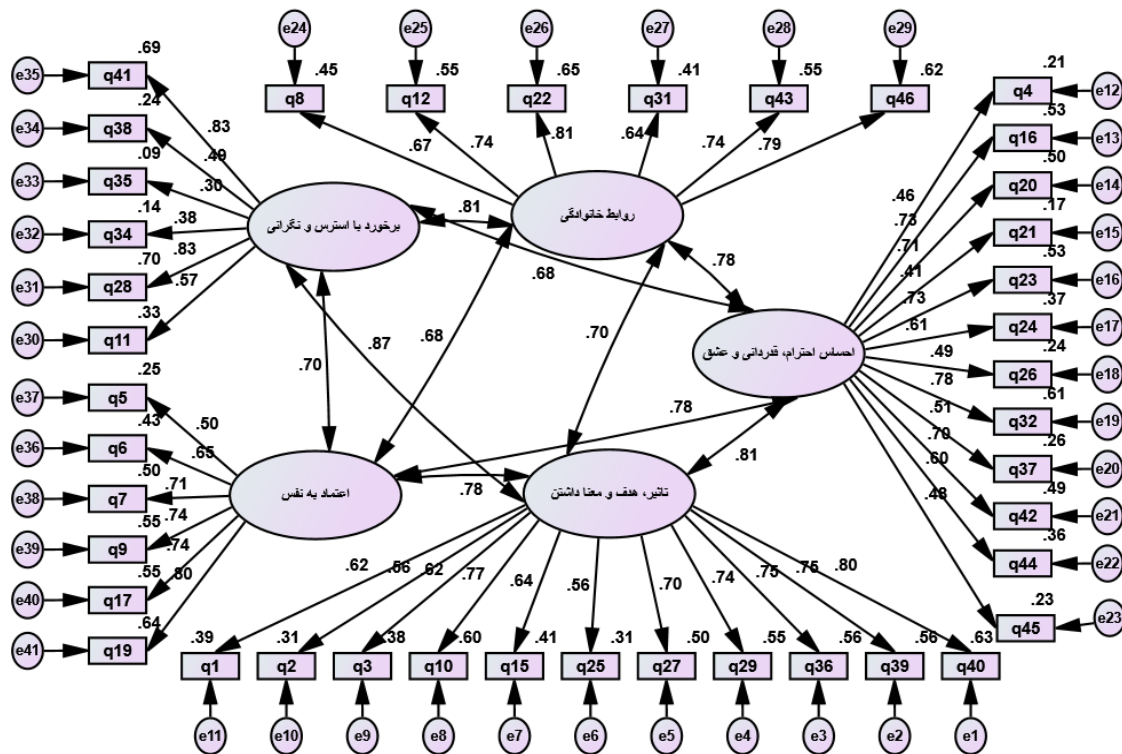 e24 e25 e26 e27 e28 e29
.45 .55 .65 .41 .55 .62
q8 q12 q22 q31 q43 q46
.67 .74 .81 .64 .74 .79
.69
e35 q41
.24
e34 q38
.09
e33 q35
.14
e32 q34
.70
e31 q28
.33
e30 q11
.83
.49
.30
.38
.83
.57
برخورد با استرس و نگرانی
روابط خانوادگی
.81
.68
.78
.21
q4 e12
.53
q16 e13
.50
q20 e14
.17
q21 e15
.53
q23 e16
.37
q24 e17
.24
q26 e18
.61
q32 e19
.26
q37 e20
.49
q42 e21
.36
q44 e22
.23
q45 e23
.46
.73
.71
.41
.73
.61
.49
.78
.51
.70
.60
.48
احساس احترام، قدردانی و عشق
.87
.68
.70
.70
.78
.81
.78
.25
e37 q5
.43
e36 q6
.50
e38 q7
.55
e39 q9
.55
e40 q17
.64
e41 q19
.50
.65
.71
.74
.74
.80
اعتماد به نفس
تاثیر، هدف و معنا داشتن
.62 .56 .62 .77 .64 .56 .70 .74 .75 .75 .80
.39 .31 .38 .60 .41 .31 .50 .55 .56 .56 .63
q1 q2 q3 q10 q15 q25 q27 q29 q36 q39 q40
e11 e10 e9 e8 e7 e6 e5 e4 e3 e2 e1